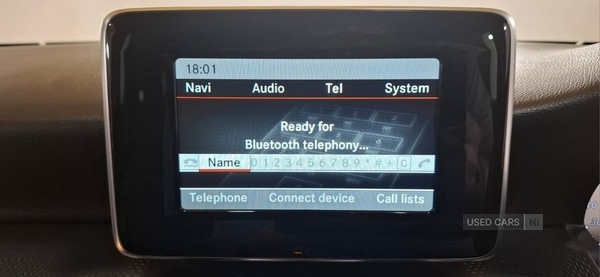 18:01
Navi Audio Tel System
Ready for
Bluetooth telephony...
Name 0123456789*#+C
Telephone Connect device Call lists
USED CARS NI